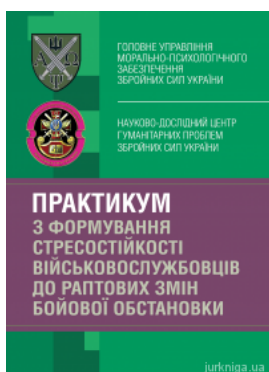 ГОЛОВНЕ УПРАВЛІННЯ
МОРАЛЬНО-ПСИХОЛОГІЧНОГО
ЗАБЕЗПЕЧЕННЯ
ЗБРОЙНИХ СИЛ УКРАЇНИ
НАУКОВО-ДОСЛІДНИЙ ЦЕНТР
ГУМАНІТАРНИХ ПРОБЛЕМ
ЗБРОЙНИХ СИЛ УКРАЇНИ
ПРАКТИКУМ
З ФОРМУВАННЯ
СТРЕСОСТІЙКОСТІ
ВІЙСЬКОВОСЛУЖБОВЦІВ
ДО РАПТОВИХ ЗМІН
БОЙОВОЇ ОБСТАНОВКИ
jurkniga.ua